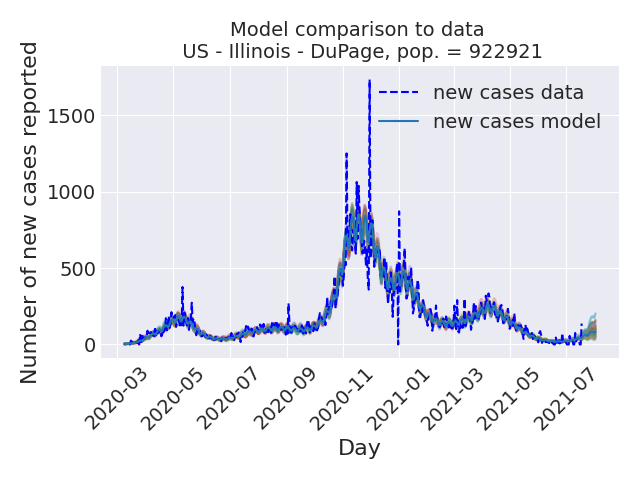 Model comparison to data
US - Illinois - DuPage, pop. = 922921
Number of new cases reported
1500
1000
500
0
new cases data
new cases model
2020-03
2020-05
2020-07
2020-09
2020-11
2021-01
2021-03
2021-05
2021-07
Day